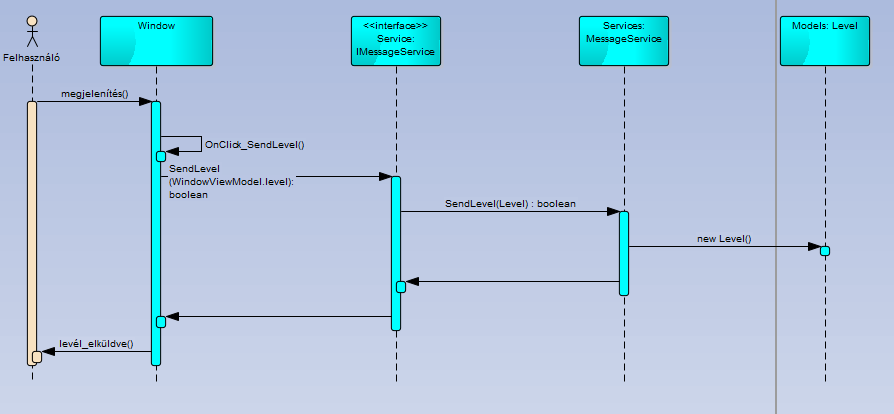 Window
<<interface>>
Service:
IMessageService
Services:
MessageService
Models: Level
Felhasználó
megjelenítés()
OnClick_SendLevel()
SendLevel
(WindowViewModel.level):
boolean
SendLevel(Level) : boolean
new Level()
levél_elküldve()